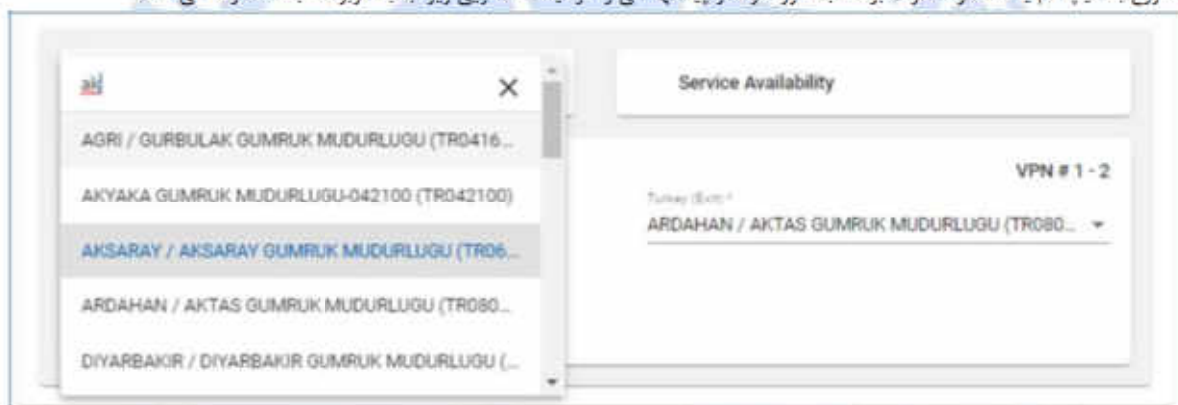 ak
Service Availability
AGRI / GURBULAK GUMRUK MUDURLUGU (TR0416...
AKYAKA GUMRUK MUDURLUGU-042100 (TR042100)
AKSARAY / AKSARAY GUMRUK MUDURLUGU (TR06...
ARDAHAN / AKTAS GUMRUK MUDURLUGU (TR080...
DIYARBAKIR / DIYARBAKIR GUMRUK MUDURLUGU (...
VPN # 1 - 2
Turkey (Exit) *
ARDAHAN / AKTAS GUMRUK MUDURLUGU (TR080...